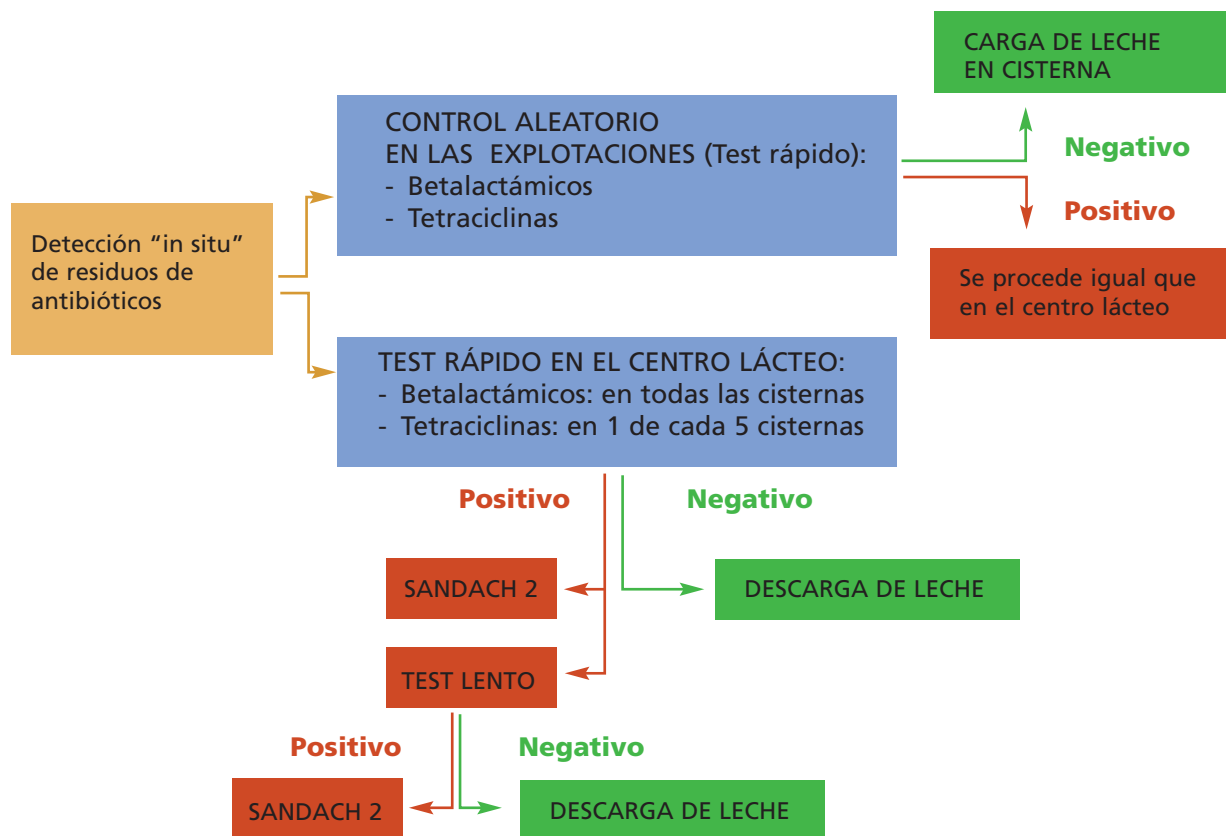 Detección “in situ”
de residuos de
antibióticos
CONTROL ALEATORIO
EN LAS EXPLOTACIONES (Test rápido):
- Betalactámicos
- Tetraciclinas
CARGA DE LECHE
EN CISTERNA
Negativo
Positivo
Se procede igual que
en el centro lácteo
TEST RÁPIDO EN EL CENTRO LÁCTEO:
- Betalactámicos: en todas las cisternas
- Tetraciclinas: en 1 de cada 5 cisternas
Positivo
Negativo
SANDACH 2
DESCARGA DE LECHE
TEST LENTO
Positivo
Negativo
SANDACH 2
DESCARGA DE LECHE